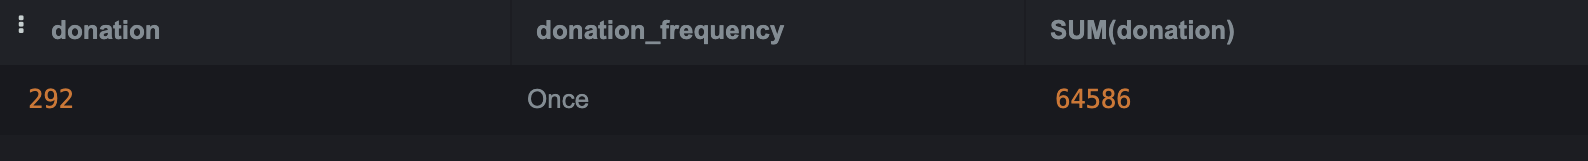 donation donation_frequency SUM(donation)
292 Once 64586